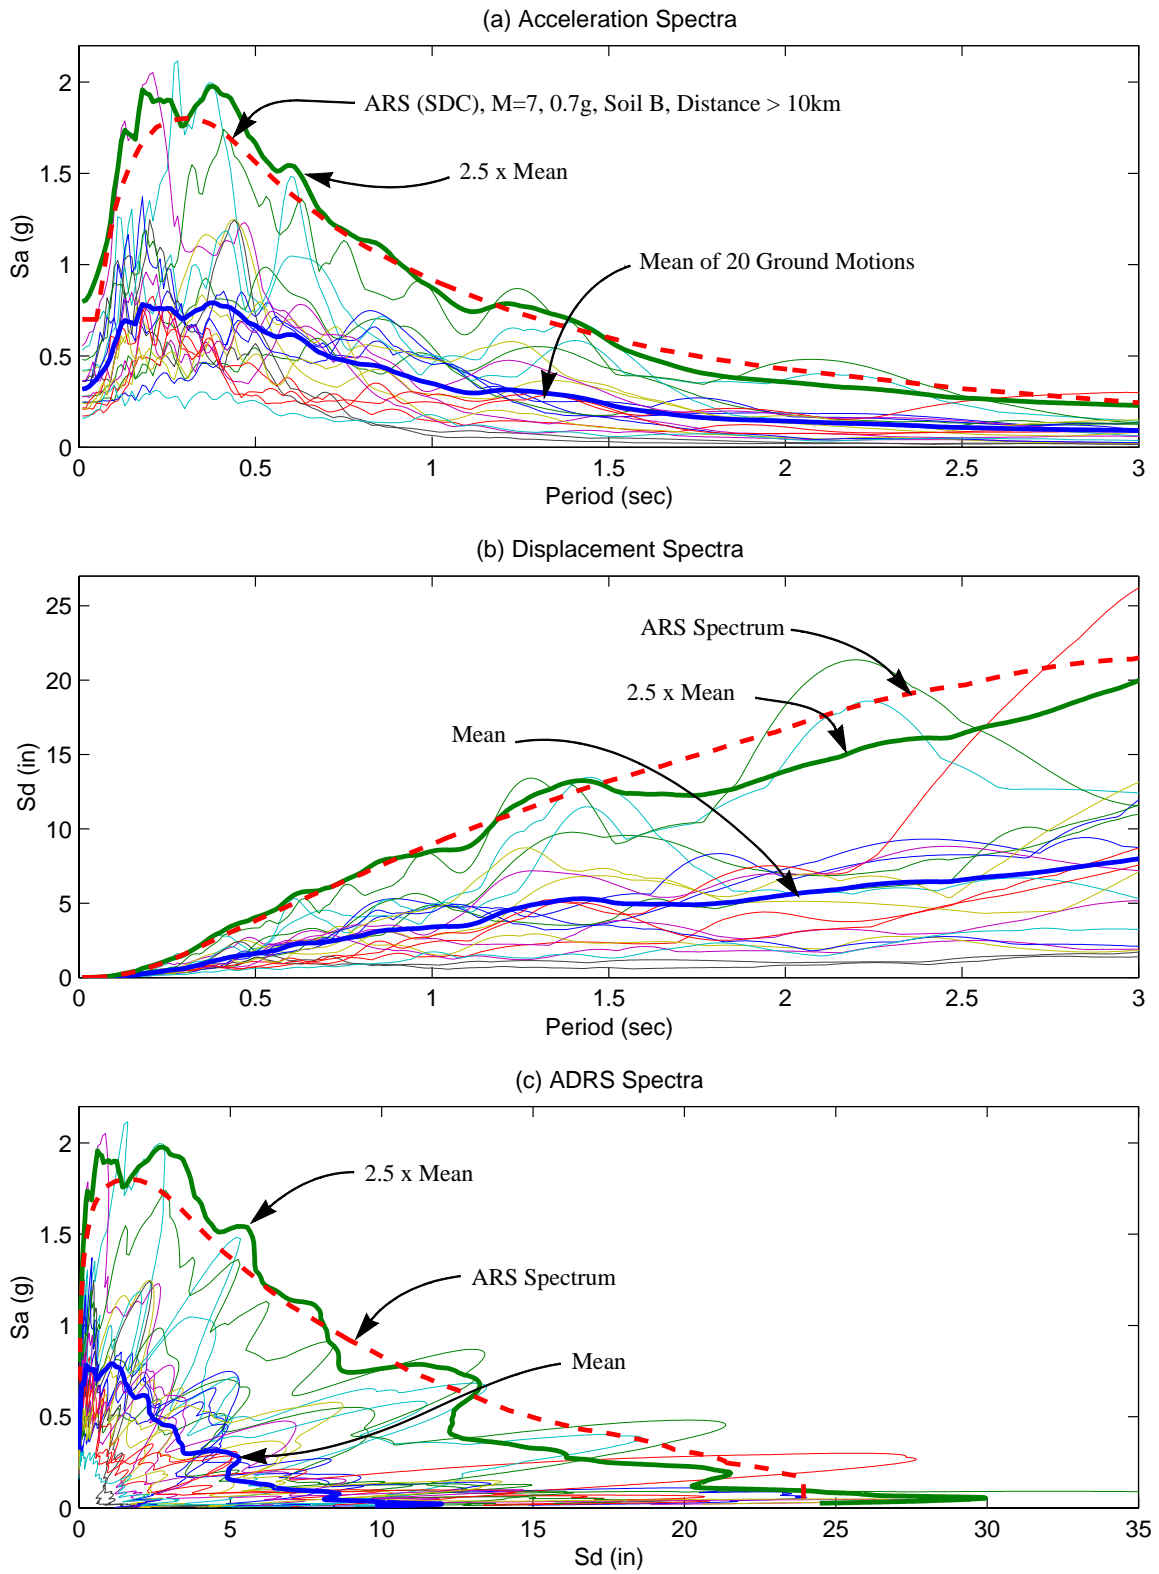 (a) Acceleration Spectra
2
1.5
1
0.5
0
Sa (g)
ARS (SDC), M=7, 0.7g, Soil B, Distance > 10km
2.5 x Mean
Mean of 20 Ground Motions
0 0.5 1 1.5 2 2.5 3
Period (sec)
(b) Displacement Spectra
25
20
15
10
5
0
Sd (in)
ARS Spectrum
2.5 x Mean
Mean
0 0.5 1 1.5 2 2.5 3
Period (sec)
(c) ADRS Spectra
2
1.5
1
0.5
0
Sa (g)
2.5 x Mean
ARS Spectrum
Mean
0 5 10 15 20 25 30 35
Sd (in)